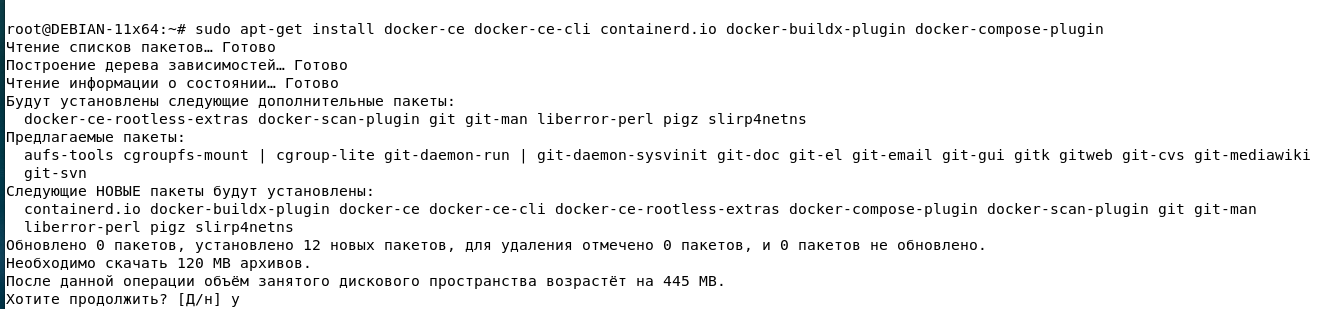 root@DEBIAN-11x64:~# sudo apt-get install docker-ce docker-ce-cli containerd.io docker-buildx-plugin docker-compose-plugin
Чтение списков пакетов… Готово
Построение дерева зависимостей… Готово
Чтение информации о состоянии… Готово
Будут установлены следующие дополнительные пакеты:
  docker-ce-rootless-extras docker-scan-plugin git git-man liberror-perl pigz slirp4netns
Предлагаемые пакеты:
  aufs-tools cgroupfs-mount | cgroup-lite git-daemon-run | git-daemon-sysvinit git-doc git-el git-email git-gui gitk gitweb git-cvs git-mediawiki
  git-svn
Следующие НОВЫЕ пакеты будут установлены:
  containerd.io docker-buildx-plugin docker-ce docker-ce-cli docker-ce-rootless-extras docker-compose-plugin docker-scan-plugin git git-man
  liberror-perl pigz slirp4netns
Обновлено 0 пакетов, установлено 12 новых пакетов, для удаления отмечено 0 пакетов, и 0 пакетов не обновлено.
Необходимо скачать 120 MB архивов.
После данной операции объём занятого дискового пространства возрастёт на 445 MB.
Хотите продолжить? [Д/н] y